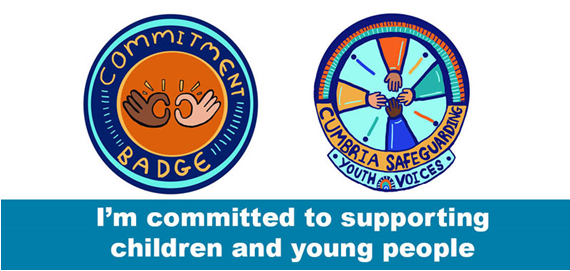 COMMITMENT
BADGE
CUMBRIA SAFEGUARDING
YOUTH VOICES
I'm committed to supporting
children and young people